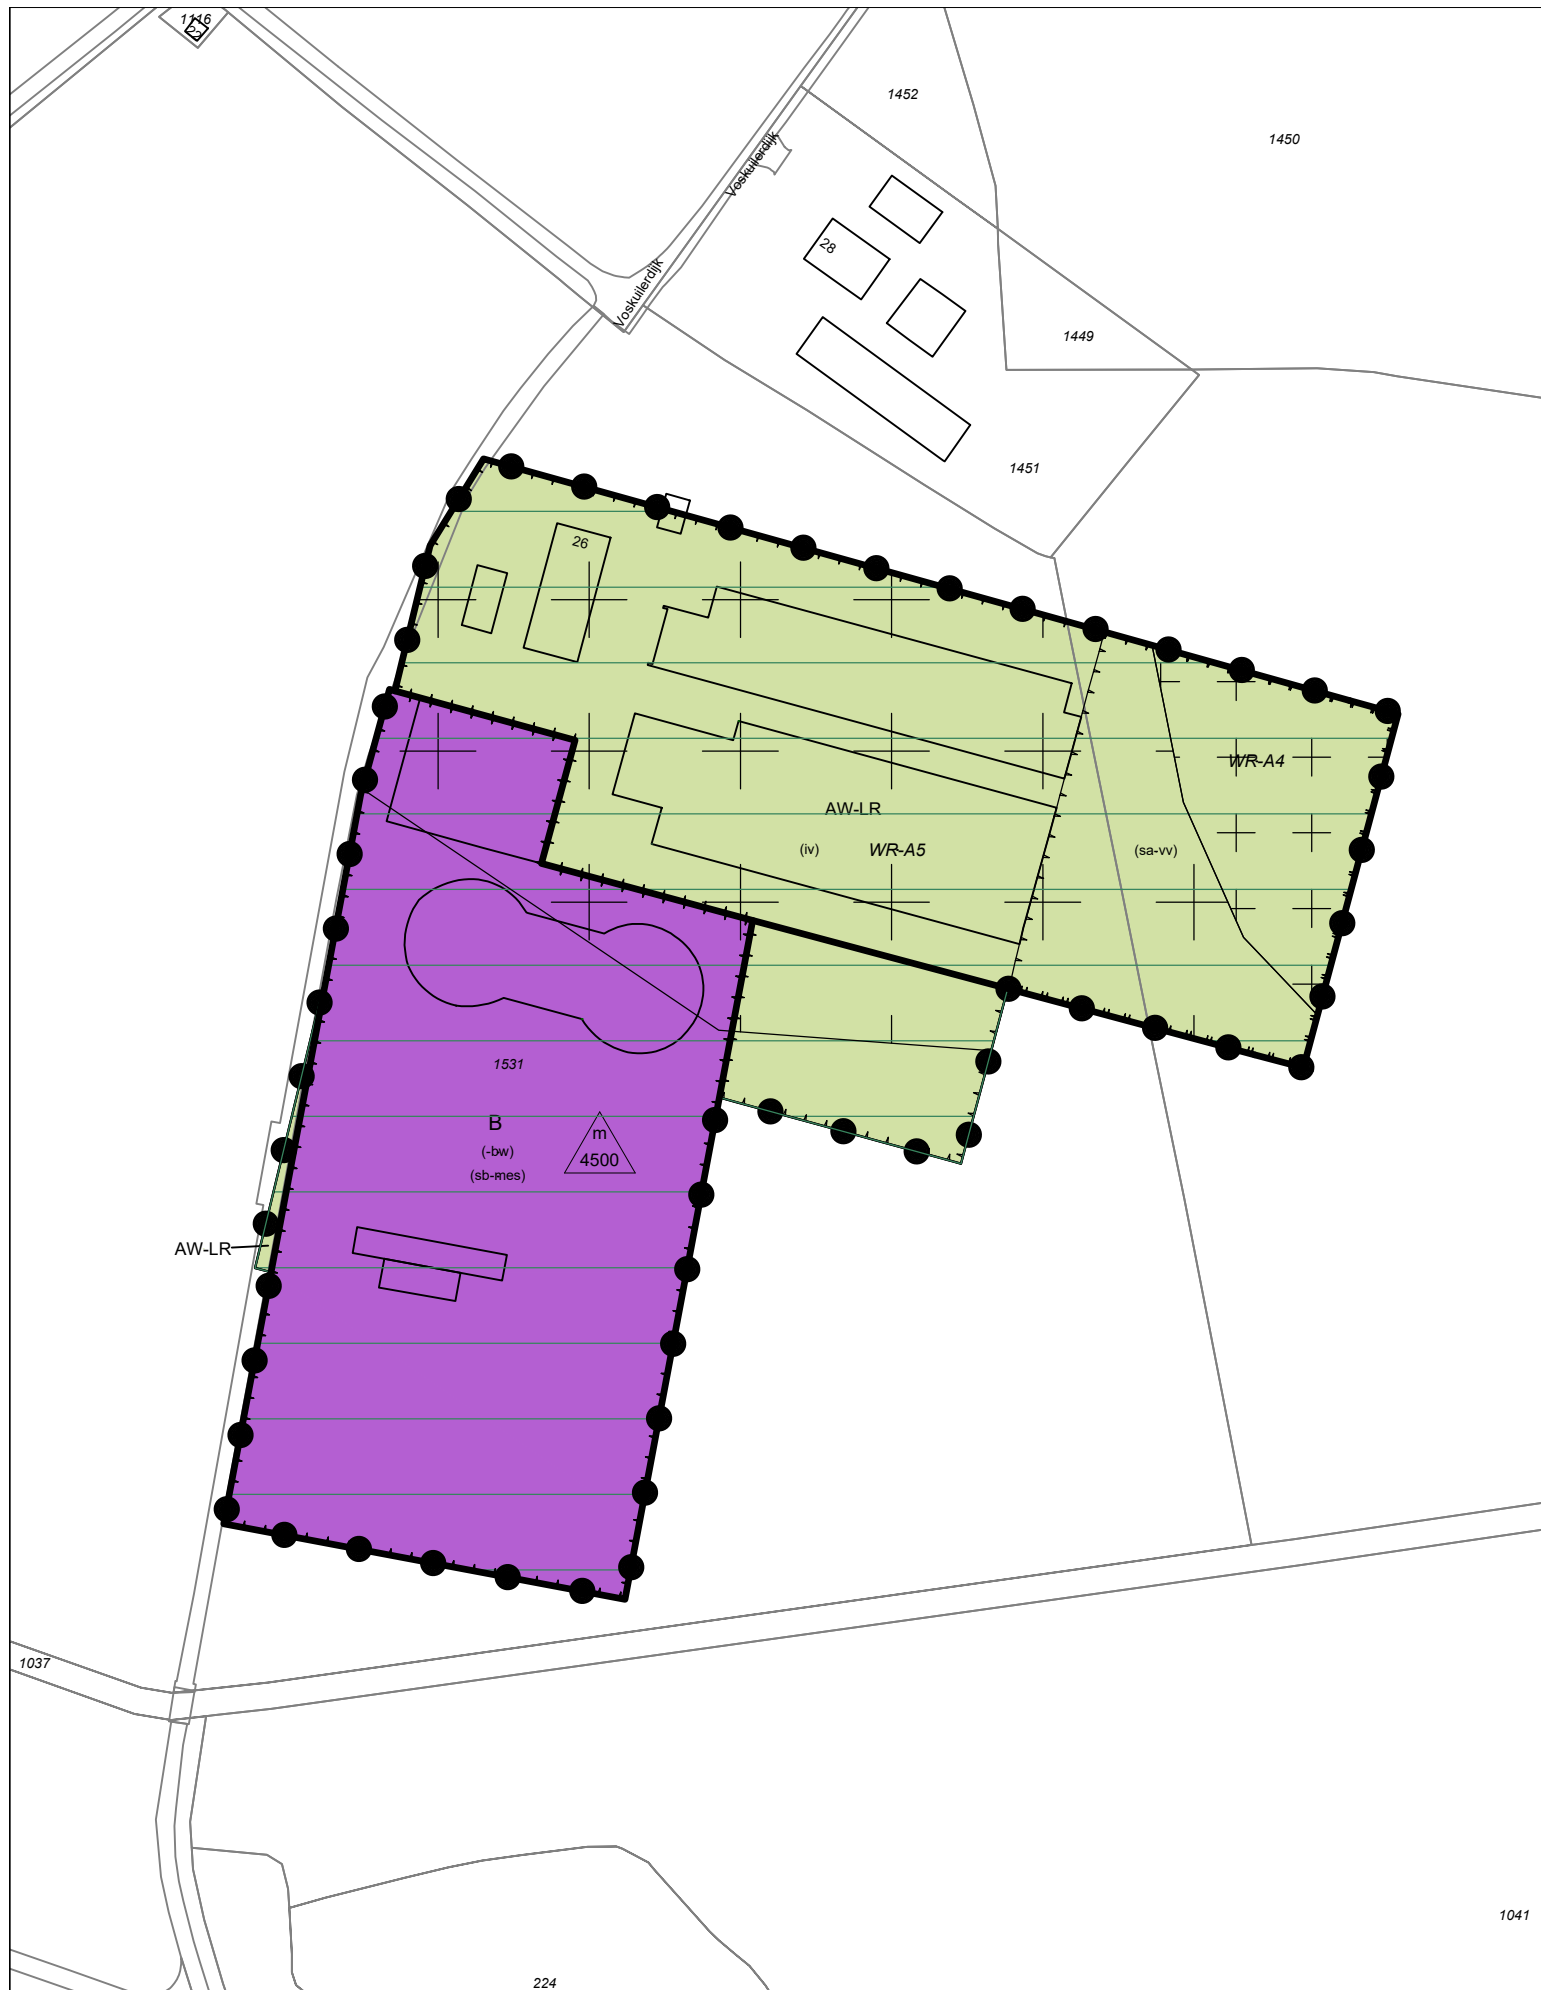 1116
22
1452
1450
Voskuilerdijk
28
Voskuilerdijk
1449
1451
26
WR-A4
AW-LR
(iv)
WR-A5
(sa-vv)
1531
B
m
(-bw)
4500
(sb-mes)
AW-LR
1037
1041
224